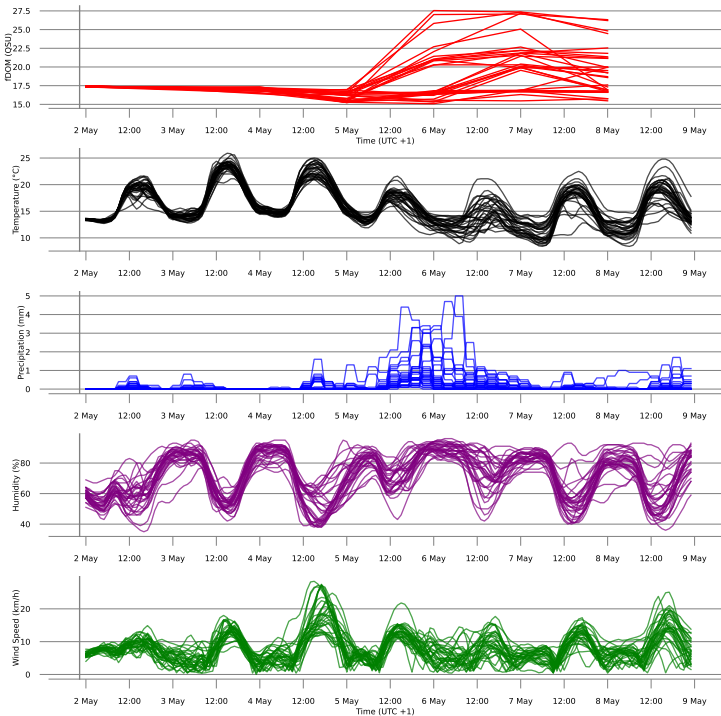 fDOM (QSU)
27.5
25.0
22.5
20.0
17.5
15.0
2 May 12:00 3 May 12:00 4 May 12:00 5 May 12:00 6 May 12:00 7 May 12:00 8 May 12:00 9 May
Time (UTC +1)
Temperature (°C)
25
20
15
10
2 May 12:00 3 May 12:00 4 May 12:00 5 May 12:00 6 May 12:00 7 May 12:00 8 May 12:00 9 May
Precipitation (mm)
5
4
3
2
1
0
2 May 12:00 3 May 12:00 4 May 12:00 5 May 12:00 6 May 12:00 7 May 12:00 8 May 12:00 9 May
Humidity (%)
80
60
40
2 May 12:00 3 May 12:00 4 May 12:00 5 May 12:00 6 May 12:00 7 May 12:00 8 May 12:00 9 May
Wind Speed (km/h)
20
10
0
2 May 12:00 3 May 12:00 4 May 12:00 5 May 12:00 6 May 12:00 7 May 12:00 8 May 12:00 9 May
Time (UTC +1)